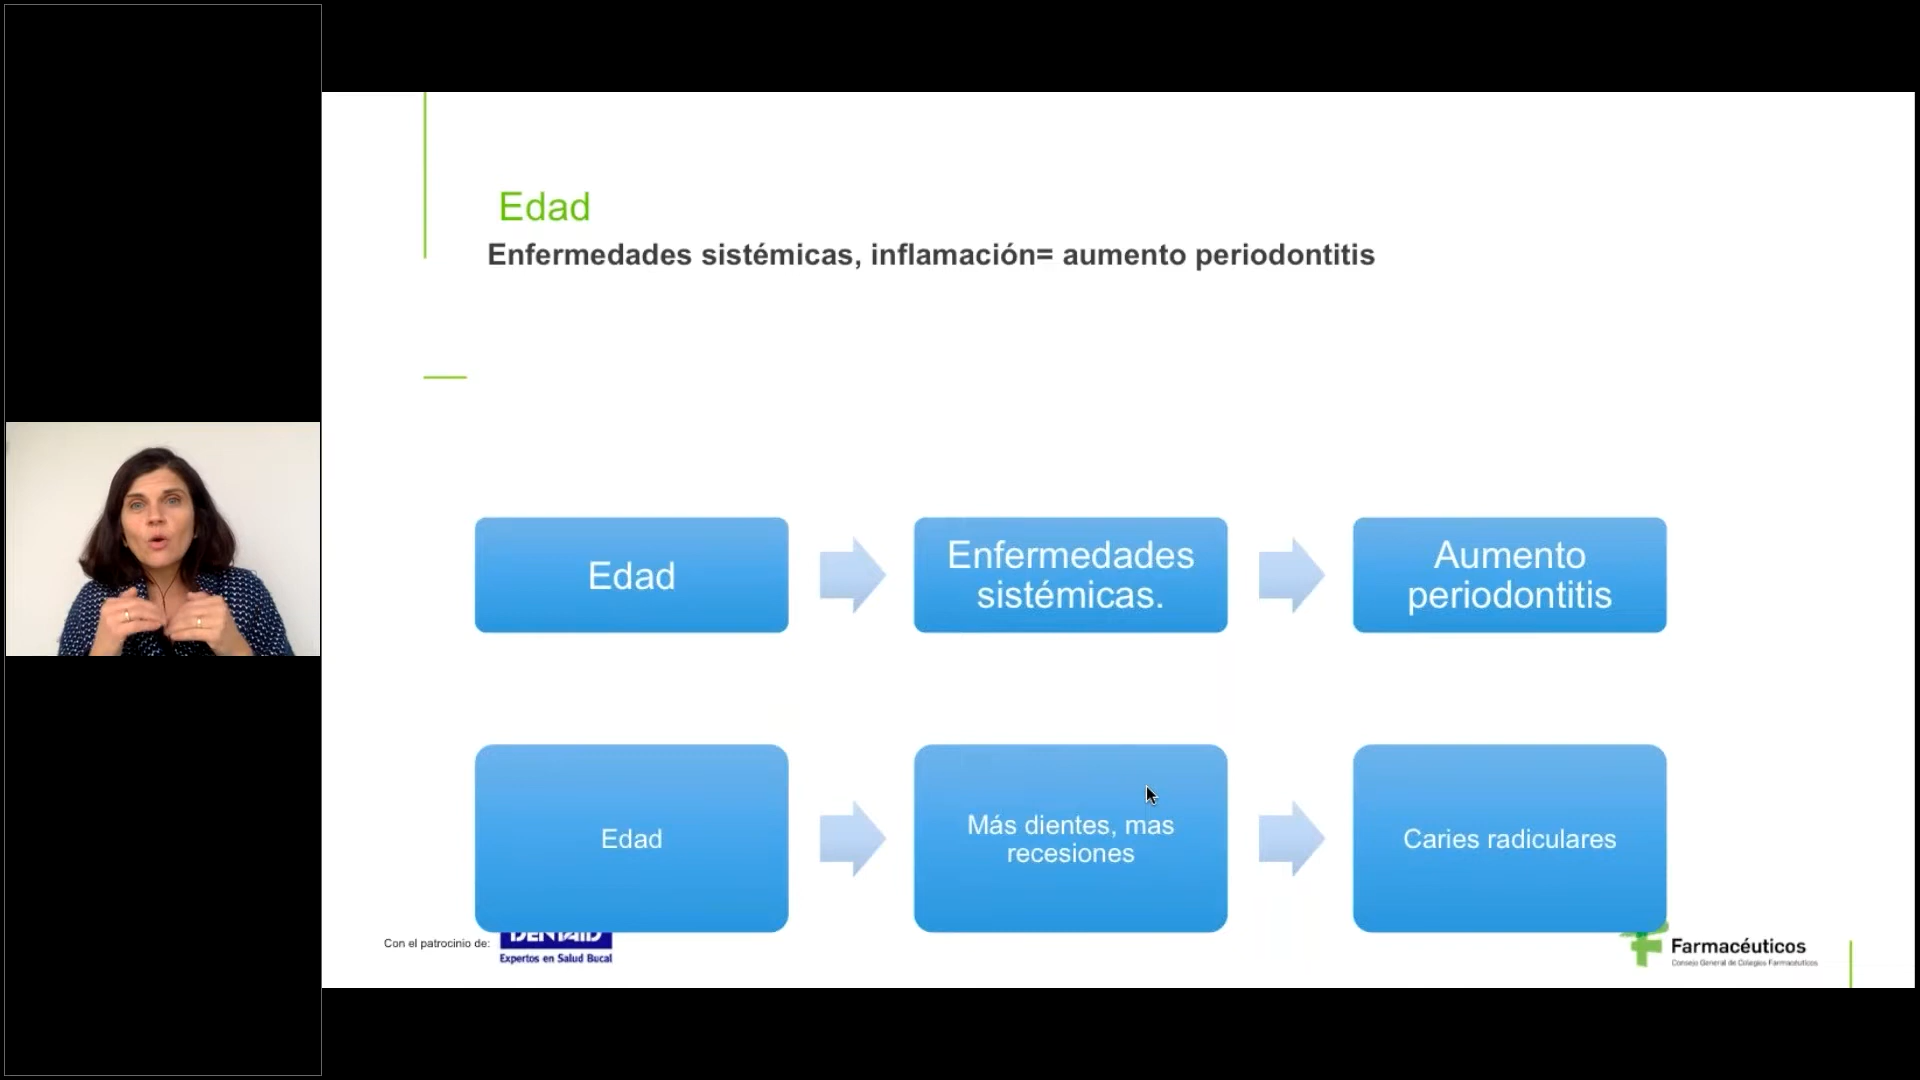 Edad
Enfermedades sistémicas, inflamación= aumento periodontitis
Edad
Enfermedades
sistémicas.
Aumento
periodontitis
Edad
Más dientes, mas
recesiones
Caries radiculares
Con el patrocinio de:
DENTAID
Expertos en Salud Bucal
Farmacéuticos
Consejo General de Colegios Farmacéuticos